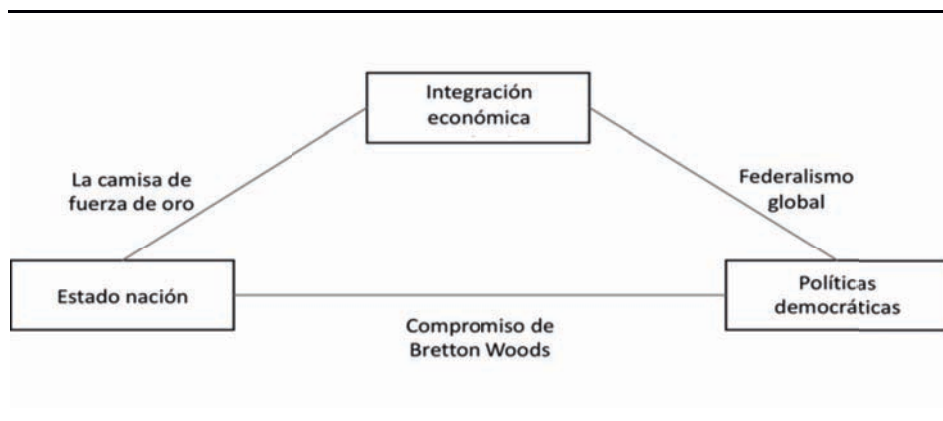 Integración
económica
La camisa de
fuerza de oro
Federalismo
global
Estado nación
Políticas
democráticas
Compromiso de
Bretton Woods